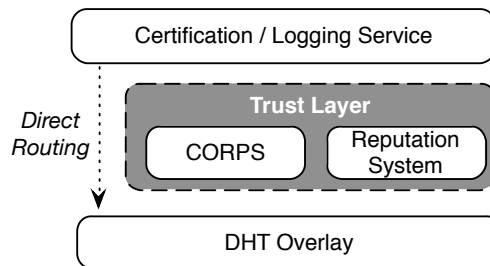 Certification / Logging Service
Direct
Routing
Trust Layer
CORPS
Reputation
System
DHT Overlay